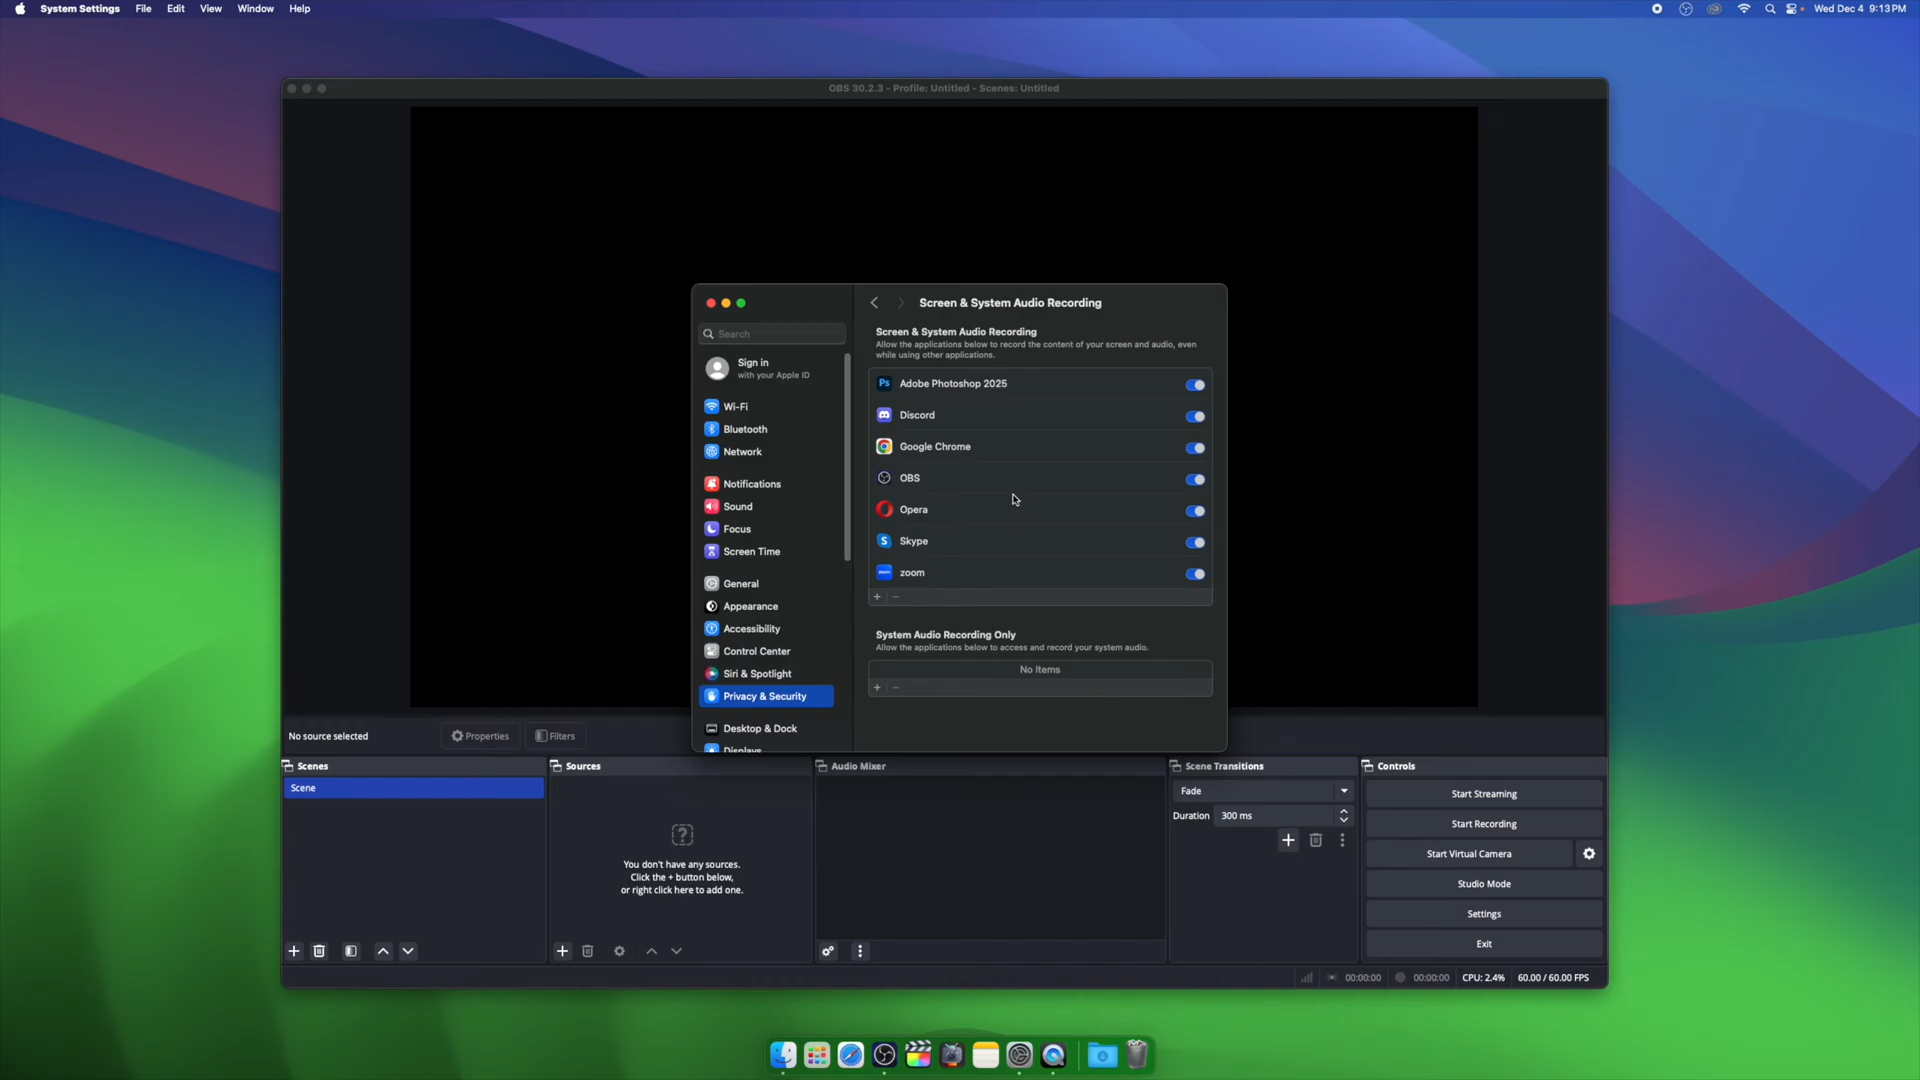 System Settings File Edit View Window Help
Wed Dec 4 9:13 PM
OBS 30.2.3 - Profile: Untitled - Scenes: Untitled
Search
Sign in
with your Apple ID
Wi-Fi
Bluetooth
Network
Notifications
Sound
Focus
Screen Time
General
Appearance
Accessibility
Control Center
Siri & Spotlight
Privacy & Security
Desktop & Dock
Displays
Screen & System Audio Recording
Screen & System Audio Recording
Allow the applications below to record the content of your screen and audio, even
while using other applications.
Ps Adobe Photoshop 2025
Discord
Google Chrome
OBS
Opera
S Skype
zoom zoom
+ −
System Audio Recording Only
Allow the applications below to access and record your system audio.
No Items
+ −
No source selected
Properties
Filters
Scenes
Scene
Sources
?
You don't have any sources.
Click the + button below,
or right click here to add one.
Audio Mixer
Scene Transitions
Fade
Duration 300 ms
Controls
Start Streaming
Start Recording
Start Virtual Camera
Studio Mode
Settings
Exit
00:00:00 00:00:00 CPU: 2.4% 60.00 / 60.00 FPS